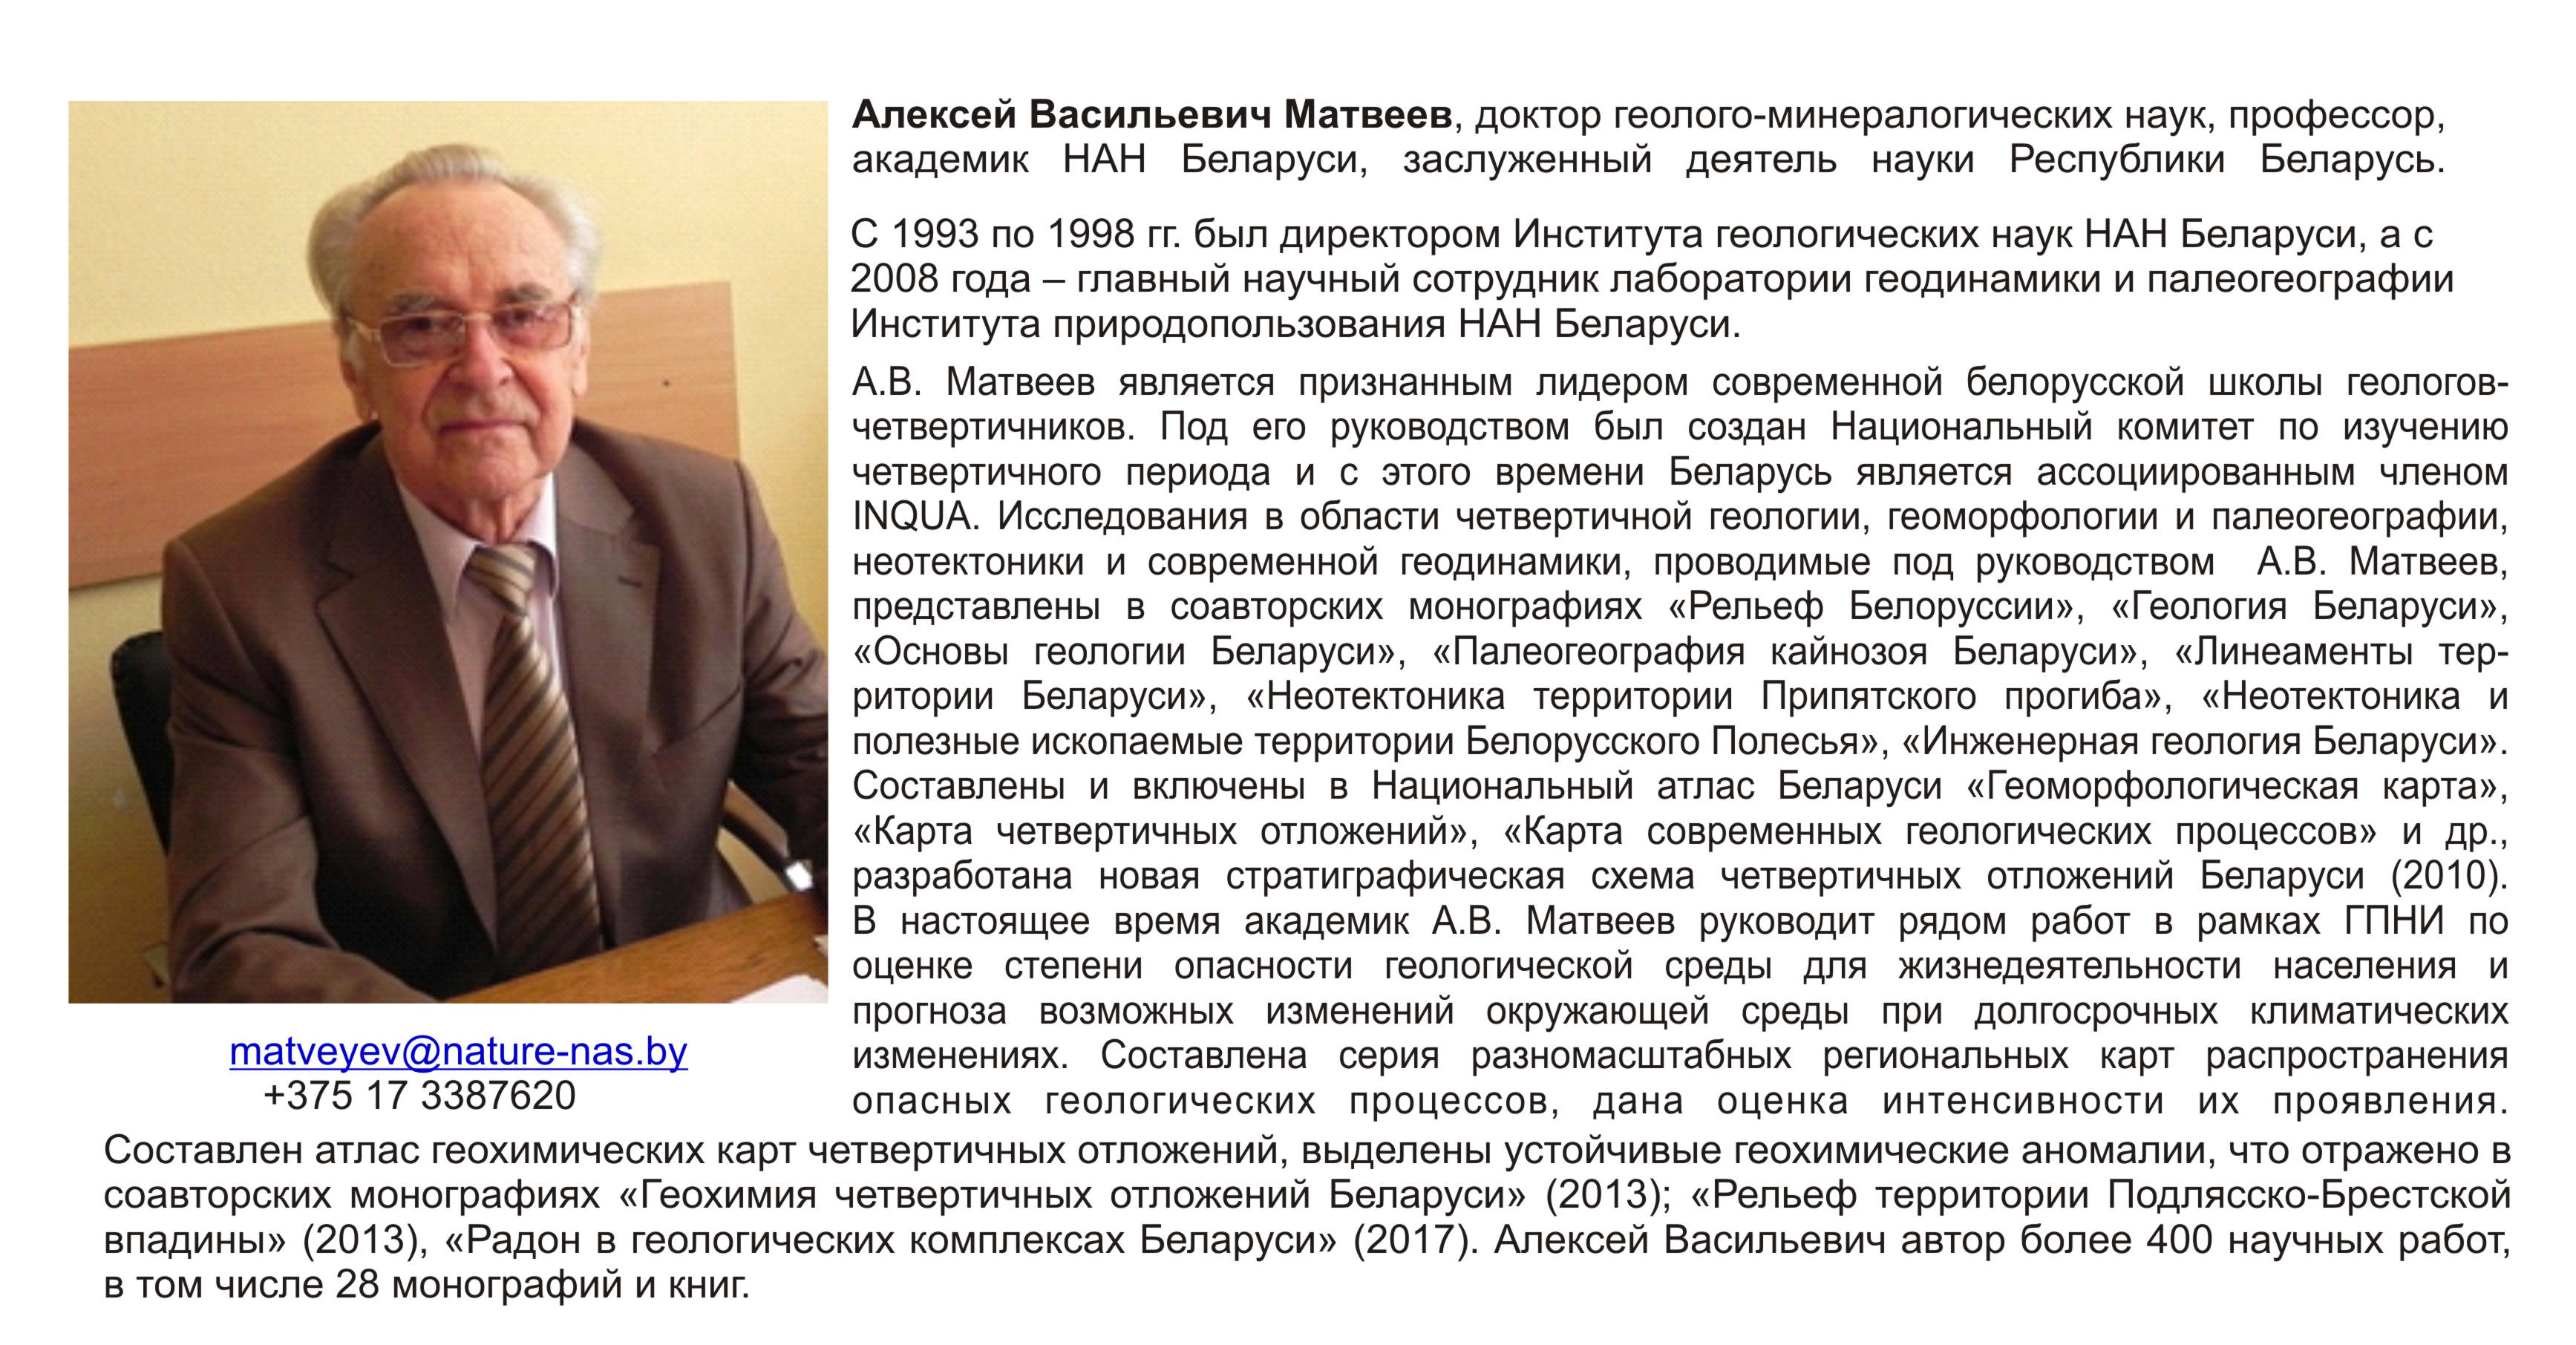 Алексей Васильевич Матвеев, доктор геолого-минералогических наук, профессор,
академик НАН Беларуси, заслуженный деятель науки Республики Беларусь.
С 1993 по 1998 гг. был директором Института геологических наук НАН Беларуси, а с
2008 года – главный научный сотрудник лаборатории геодинамики и палеогеографии
Института природопользования НАН Беларуси.
А.В. Матвеев является признанным лидером современной белорусской школы геологов-
четвертичников. Под его руководством был создан Национальный комитет по изучению
четвертичного периода и с этого времени Беларусь является ассоциированным членом
INQUA. Исследования в области четвертичной геологии, геоморфологии и палеогеографии,
неотектоники и современной геодинамики, проводимые под руководством А.В. Матвеев,
представлены в соавторских монографиях «Рельеф Белоруссии», «Геология Беларуси»,
«Основы геологии Беларуси», «Палеогеография кайнозоя Беларуси», «Линеаменты тер-
ритории Беларуси», «Неотектоника территории Припятского прогиба», «Неотектоника и
полезные ископаемые территории Белорусского Полесья», «Инженерная геология Беларуси».
Составлены и включены в Национальный атлас Беларуси «Геоморфологическая карта»,
«Карта четвертичных отложений», «Карта современных геологических процессов» и др.,
разработана новая стратиграфическая схема четвертичных отложений Беларуси (2010).
В настоящее время академик А.В. Матвеев руководит рядом работ в рамках ГПНИ по
оценке степени опасности геологической среды для жизнедеятельности населения и
прогноза возможных изменений окружающей среды при долгосрочных климатических
изменениях. Составлена серия разномасштабных региональных карт распространения
опасных геологических процессов, дана оценка интенсивности их проявления.
matveyev@nature-nas.by
+375 17 3387620
Составлен атлас геохимических карт четвертичных отложений, выделены устойчивые геохимические аномалии, что отражено в
соавторских монографиях «Геохимия четвертичных отложений Беларуси» (2013); «Рельеф территории Подлясско-Брестской
впадины» (2013), «Радон в геологических комплексах Беларуси» (2017). Алексей Васильевич автор более 400 научных работ,
в том числе 28 монографий и книг.